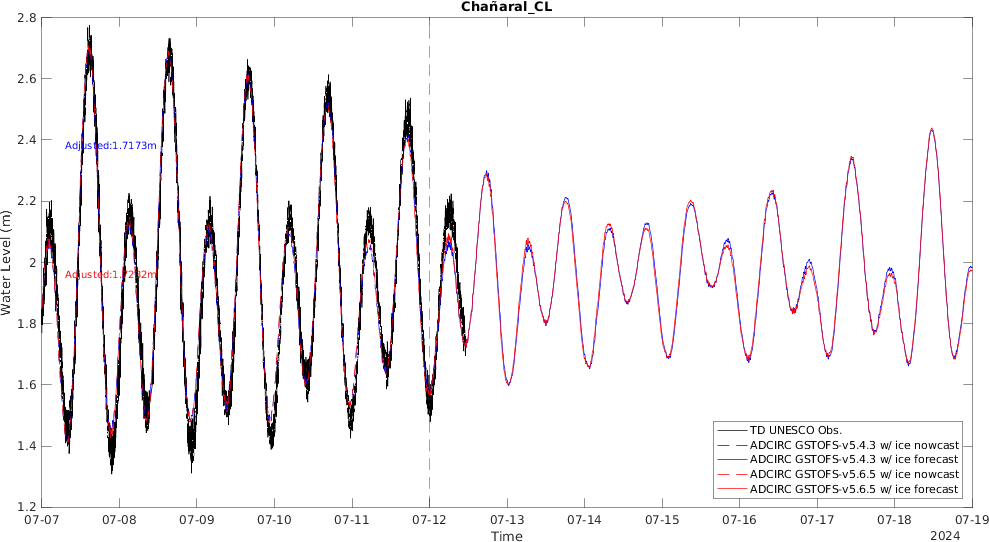 Chañaral_CL
2.8
2.6
2.4
2.2
2
1.8
1.6
1.4
1.2
Water Level (m)
Adjusted:1.7173m
Adjusted:1.7282m
TD UNESCO Obs.
ADCIRC GSTOFS-v5.4.3 w/ ice nowcast
ADCIRC GSTOFS-v5.4.3 w/ ice forecast
ADCIRC GSTOFS-v5.6.5 w/ ice nowcast
ADCIRC GSTOFS-v5.6.5 w/ ice forecast
07-07 07-08 07-09 07-10 07-11 07-12 07-13 07-14 07-15 07-16 07-17 07-18 07-19
Time
2024